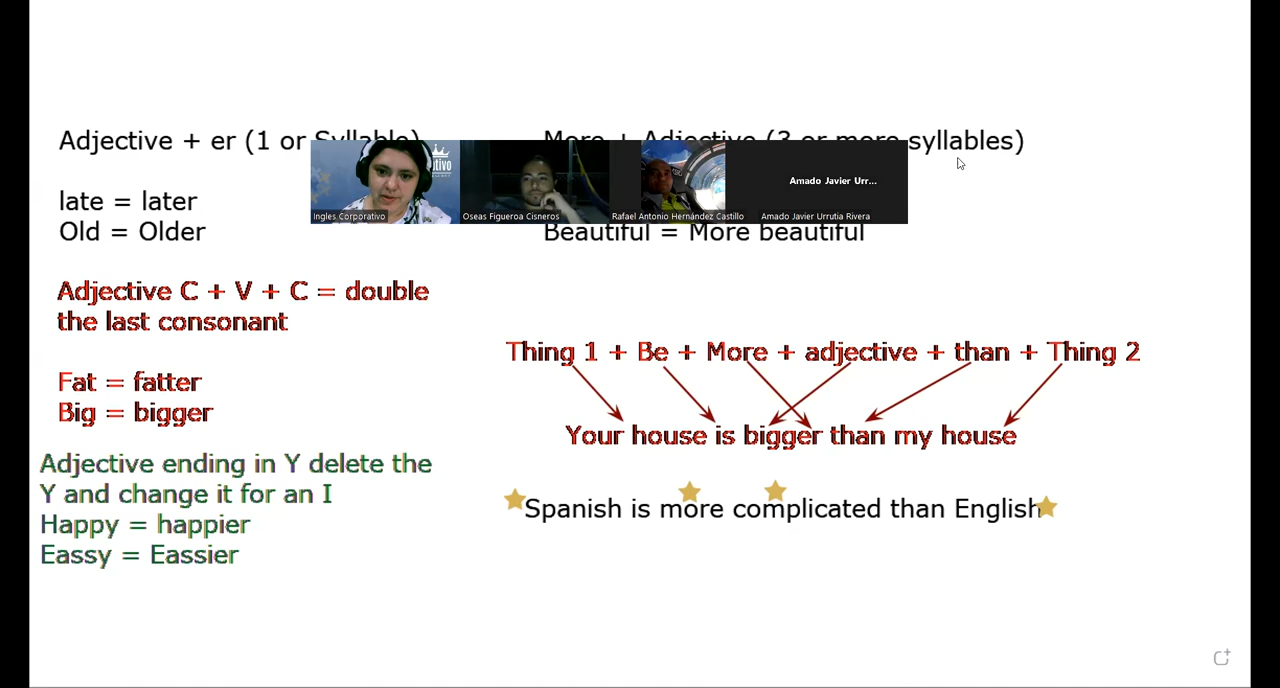 Adjective + er (1 or Syllable)
late = later
Old = Older
Adjective C + V + C = double
the last consonant
Fat = fatter
Big = bigger
Adjective ending in Y delete the
Y and change it for an I
Happy = happier
Eassy = Eassier
More + Adjective (3 or more syllables)
Beautiful = More beautiful
Thing 1 + Be + More + adjective + than + Thing 2
Your house is bigger than my house
Spanish is more complicated than English
Ingles Corporativo
Oseas Figueroa Cisneros
Rafael Antonio Hernández Castillo
Amado Javier Urr...
Amado Javier Urrutia Rivera